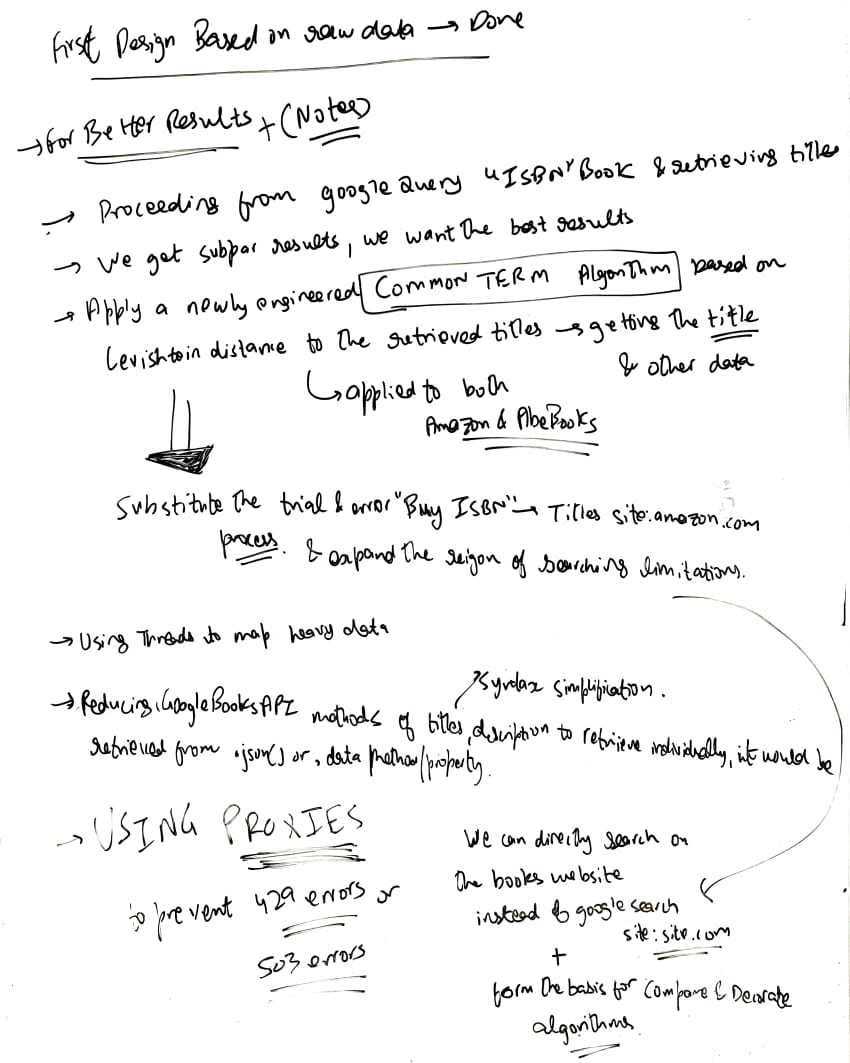 First Design Based on raw data → Done
→ For Better Results + (Notes)
→ Proceeding from google Query "ISBN" Book & retrieving titles
→ We get subpar results, we want the best results
→ Apply a newly engineered Common TERM Algorithm based on
Levishtoin distance to the retrieved titles → getting the title
& other data
↳ applied to both
Amazon & AbeBooks
Substitute the trial & error "Buy ISBN" → Titles site:amazon.com
process. & expand the reigon of searching limitations.
→ Using Threads to map heavy data
→ Reducing GoogleBooksAPI methods of titles, description to retrieve individually, it would be
syntax simplification.
retrieved from .json() or, data method/property.
→ USING PROXIES
to prevent 429 errors or
503 errors
We can directly search on
the books website
instead of google search
site:site.com
+
form the basis for Compare &
algorithms